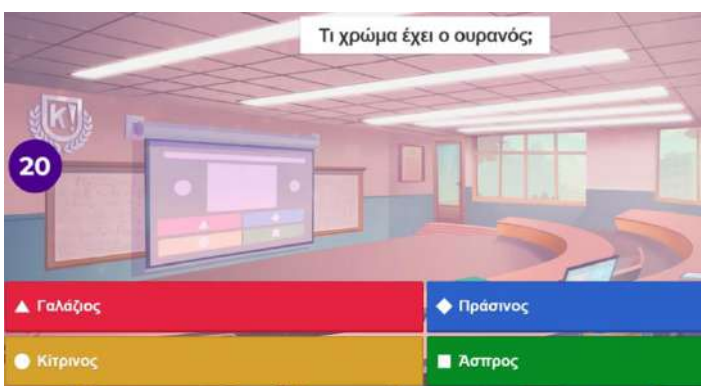 Τι χρώμα έχει ο ουρανός;
K!
20
Γαλάζιος
Πράσινος
Κίτρινος
Άσπρος